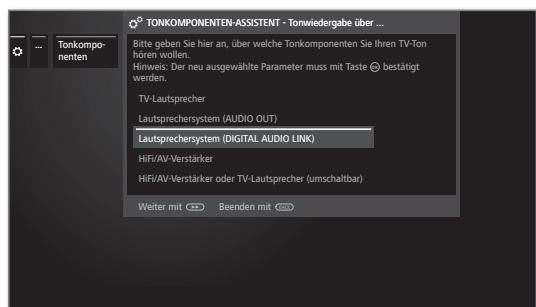 TONKOMPONENTEN-ASSISTENT - Tonwiedergabe über ...
... Tonkompo-
nenten
Bitte geben Sie hier an, über welche Tonkomponenten Sie Ihren TV-Ton
hören wollen.
Hinweis: Der neu ausgewählte Parameter muss mit Taste OK bestätigt
werden.
TV-Lautsprecher
Lautsprechersystem (AUDIO OUT)
Lautsprechersystem (DIGITAL AUDIO LINK)
HiFi/AV-Verstärker
HiFi/AV-Verstärker oder TV-Lautsprecher (umschaltbar)
Weiter mit Beenden mit BACK